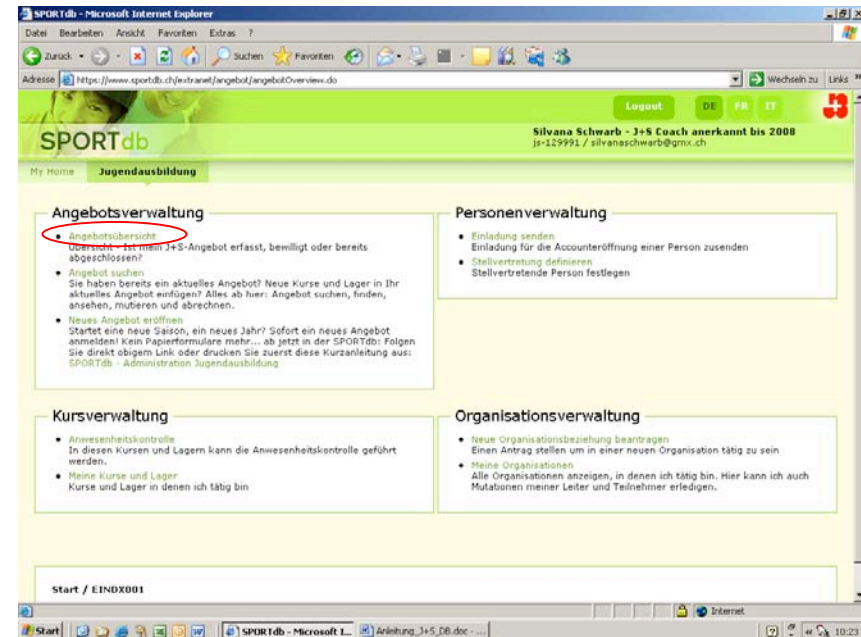 SPORTdb - Microsoft Internet Explorer
Datei Bearbeiten Ansicht Favoriten Extras ?
Zurück Suchen Favoriten
Adresse https://www.sportdb.ch/extranet/angebot/angebotOverview.do Wechseln zu Links »
Logout DE FR IT
SPORTdb
Silvana Schwarb - J+S Coach anerkannt bis 2008
js-129991 / silvanaschwarb@gmx.ch
My Home Jugendausbildung
Angebotsverwaltung
Angebotsübersicht
Übersicht - Ist mein J+S-Angebot erfasst, bewilligt oder bereits
abgeschlossen?
Angebot suchen
Sie haben bereits ein aktuelles Angebot? Neue Kurse und Lager in Ihr
aktuelles Angebot einfügen? Alles ab hier: Angebot suchen, finden,
ansehen, mutieren und abrechnen.
Neues Angebot eröffnen
Startet eine neue Saison, ein neues Jahr? Sofort ein neues Angebot
anmelden! Kein Papierformulare mehr... ab jetzt in der SPORTdb: Folgen
Sie direkt obigem Link oder drucken Sie zuerst diese Kurzanleitung aus:
SPORTdb - Administration Jugendausbildung
Personenverwaltung
Einladung senden
Einladung für die Accounteröffnung einer Person zusenden
Stellvertretung definieren
Stellvertretende Person festlegen
Kursverwaltung
Anwesenheitskontrolle
In diesen Kursen und Lagern kann die Anwesenheitskontrolle geführt
werden.
Meine Kurse und Lager
Kurse und Lager in denen ich tätig bin
Organisationsverwaltung
Neue Organisationsbeziehung beantragen
Einen Antrag stellen um in einer neuen Organisation tätig zu sein
Meine Organisationen
Alle Organisationen anzeigen, in denen ich tätig bin. Hier kann ich auch
Mutationen meiner Leiter und Teilnehmer erledigen.
Start / EINDX001
Internet
Start SPORTdb - Microsoft I... Anleitung_J+S_DB.doc - ... 10:23